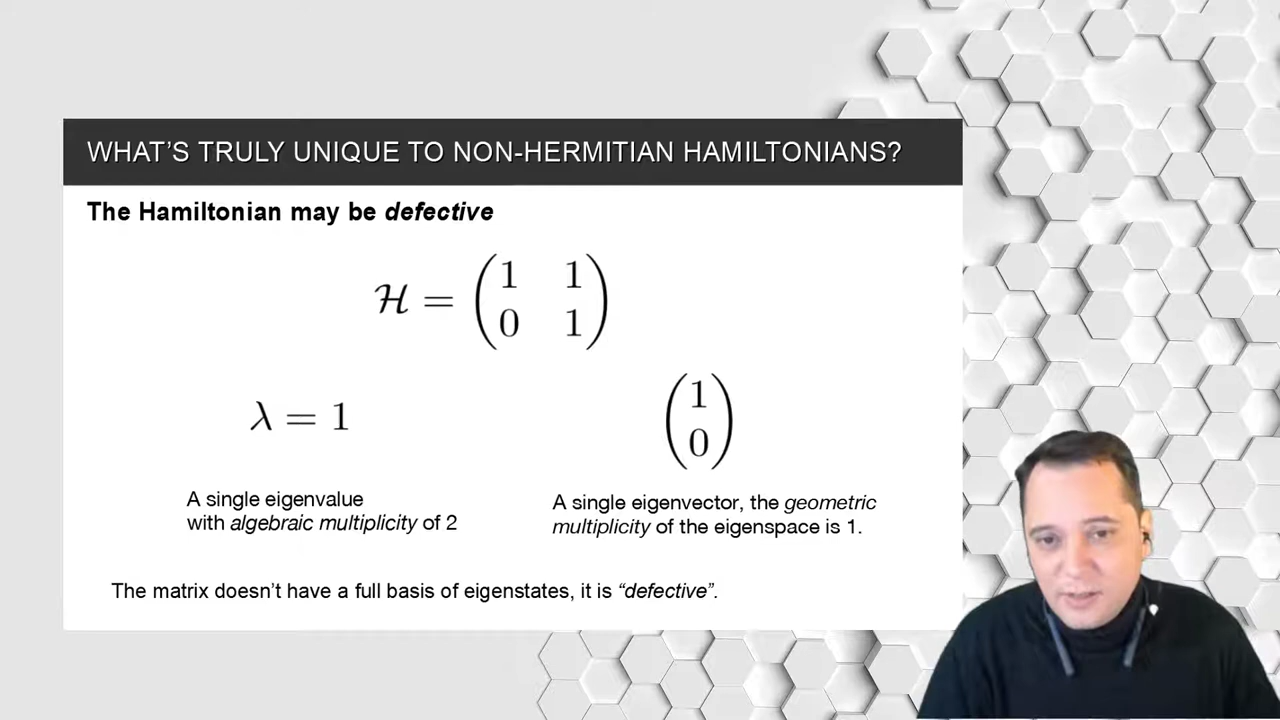 WHAT'S TRULY UNIQUE TO NON-HERMITIAN HAMILTONIANS?
The Hamiltonian may be defective
ℋ = ( 1 1
0 1 )
λ = 1
( 1
0 )
A single eigenvalue
with algebraic multiplicity of 2
A single eigenvector, the geometric
multiplicity of the eigenspace is 1.
The matrix doesn't have a full basis of eigenstates, it is “defective”.